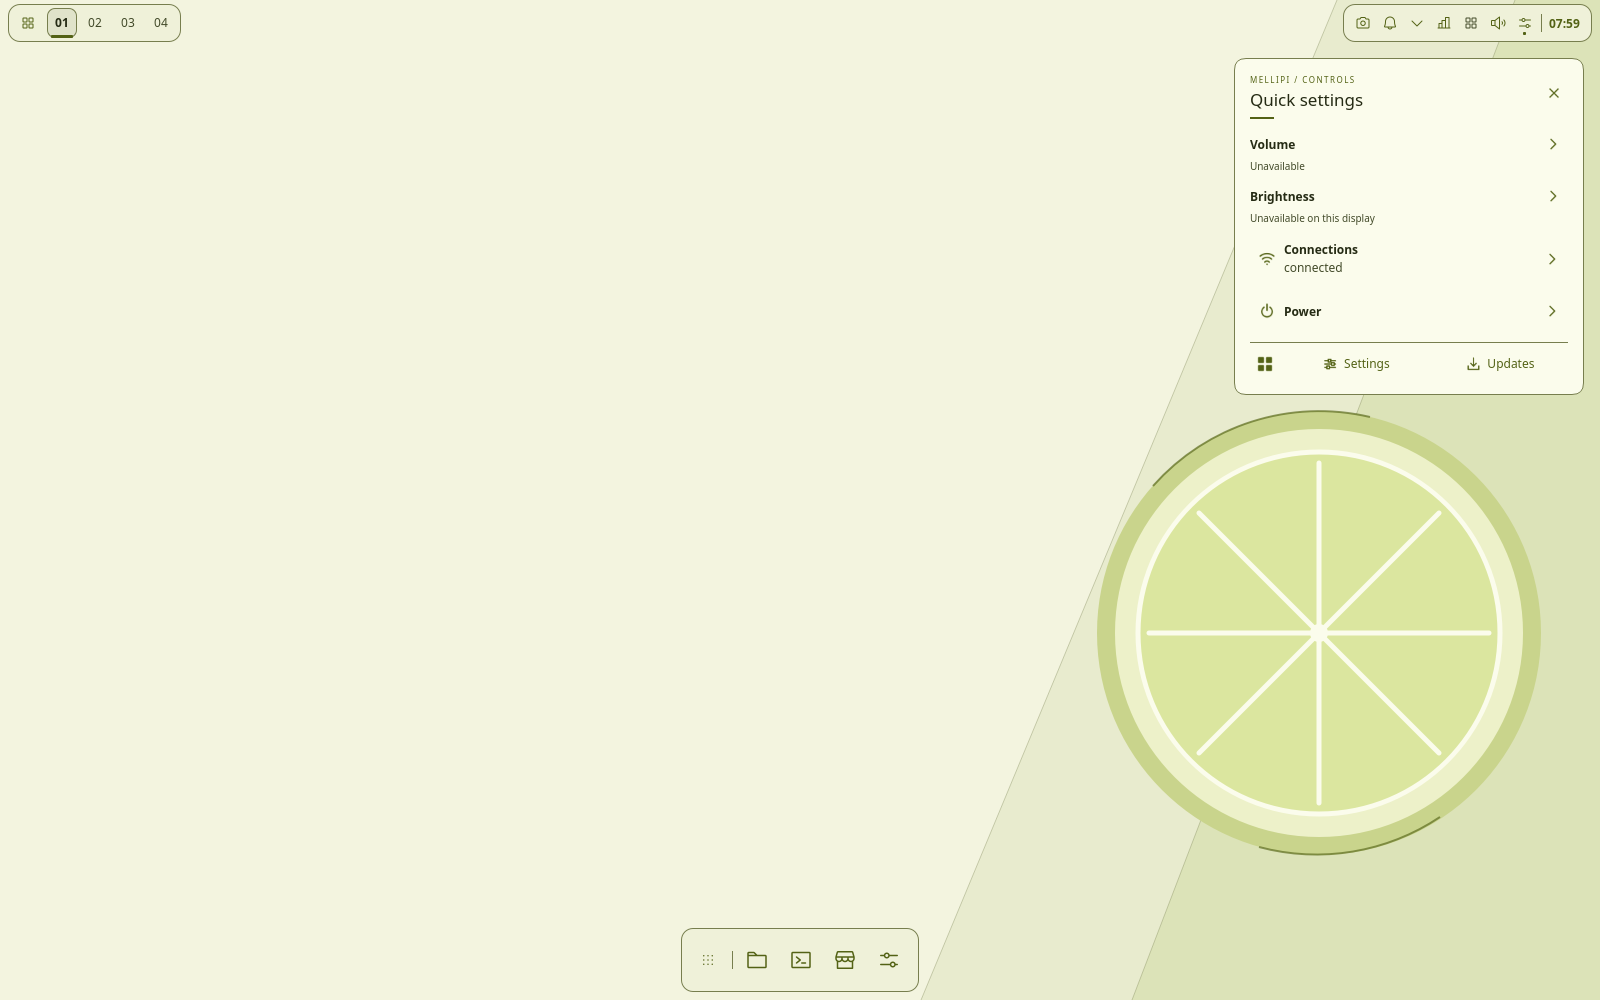 01 02 03 04
07:59
MELLIPI / CONTROLS
Quick settings
Volume
Unavailable
Brightness
Unavailable on this display
Connections
connected
Power
Settings
Updates